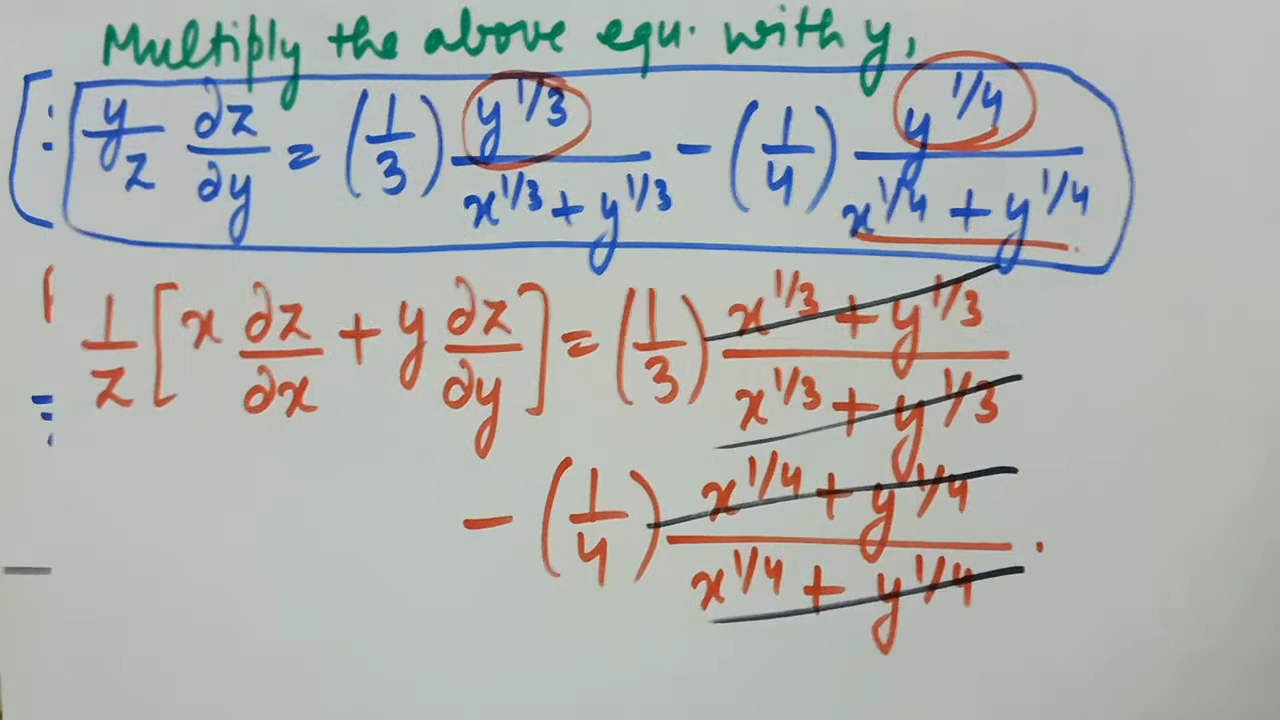 Multiply the above equ. with y,
∴ y/z ∂z/∂y = (1/3) y^1/3 / x^1/3 + y^1/3 - (1/4) y^1/4 / x^1/4 + y^1/4
1/z [x ∂z/∂x + y ∂z/∂y] = (1/3) x^1/3 + y^1/3 / x^1/3 + y^1/3
- (1/4) x^1/4 + y^1/4 / x^1/4 + y^1/4 .